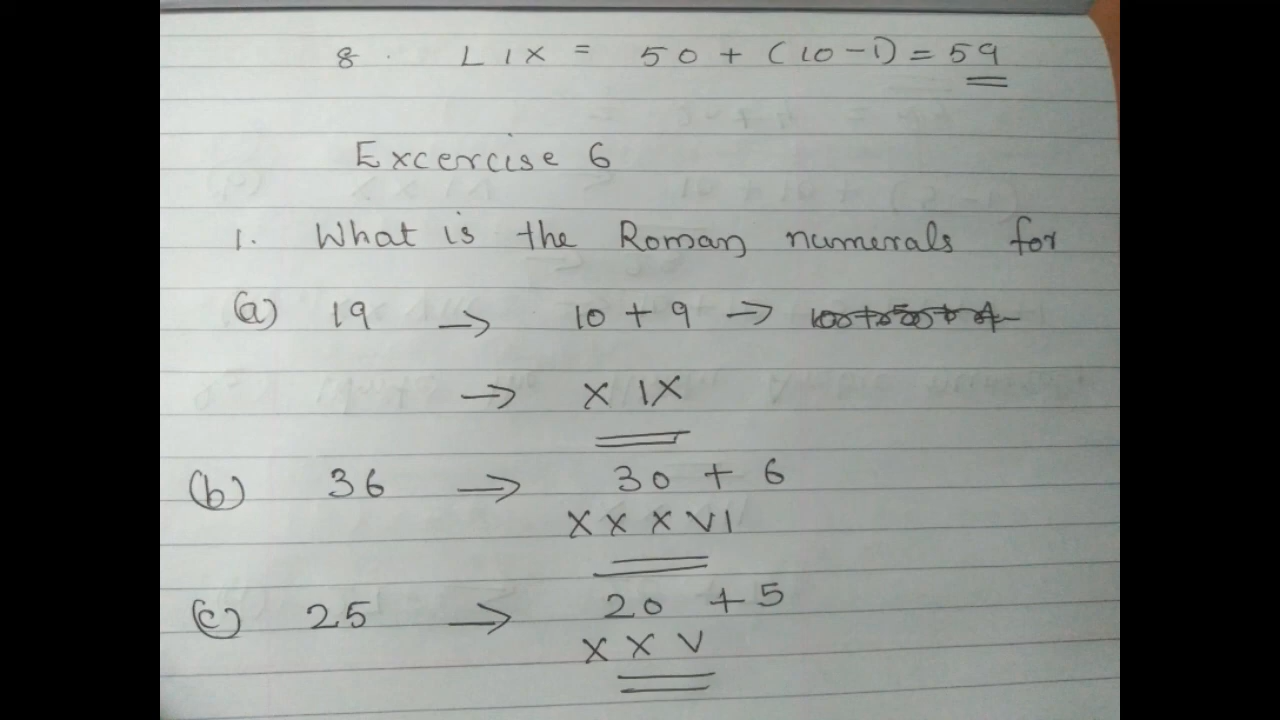 8. LIX = 50 + (10-1) = 59
Excercise 6
1. What is the Roman numerals for
(a) 19 → 10 + 9 →
→ XIX
(b) 36 → 30 + 6
XXXVI
(c) 25 → 20 + 5
XXV